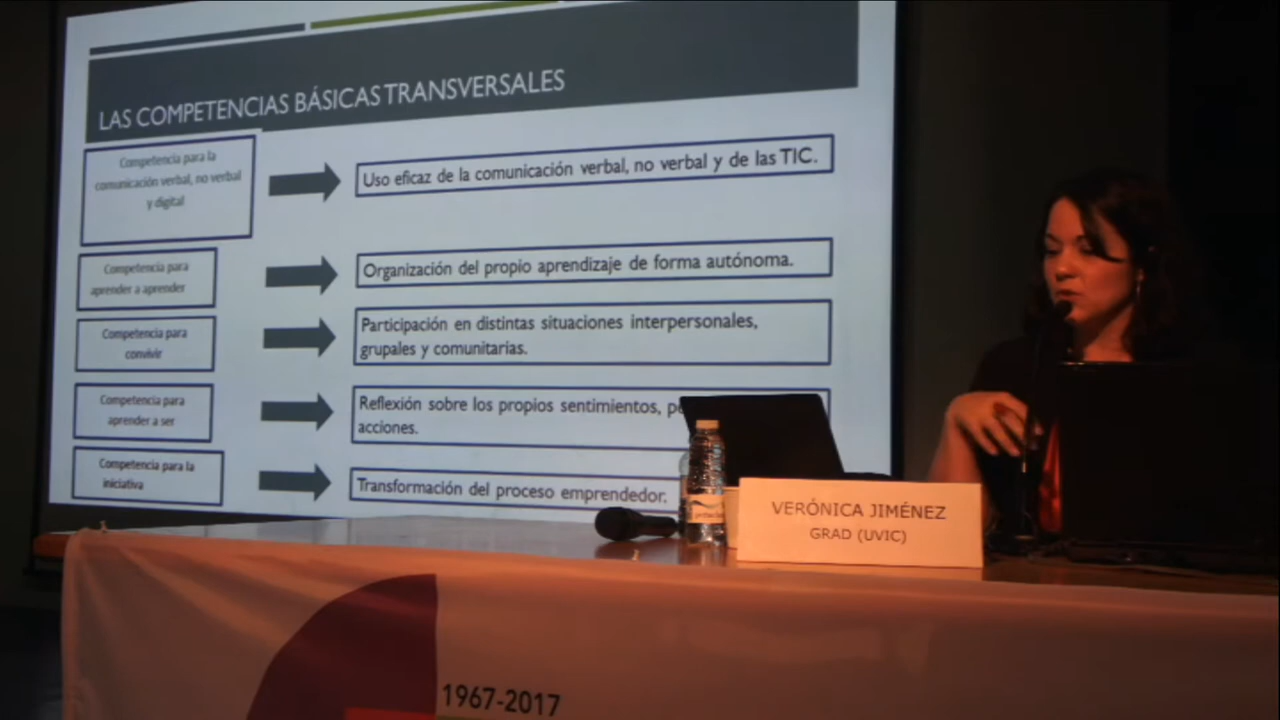 LAS COMPETENCIAS BÁSICAS TRANSVERSALES
Competencia para la
comunicación verbal, no verbal
y digital
Uso eficaz de la comunicación verbal, no verbal y de las TIC.
Competencia para
aprender a aprender
Organización del propio aprendizaje de forma autónoma.
Competencia para
convivir
Participación en distintas situaciones interpersonales,
grupales y comunitarias.
Competencia para
aprender a ser
Reflexión sobre los propios sentimientos,
acciones.
Competencia para la
iniciativa
Transformación del proceso emprendedor.
VERÓNICA JIMÉNEZ
GRAD (UVIC)
1967-2017